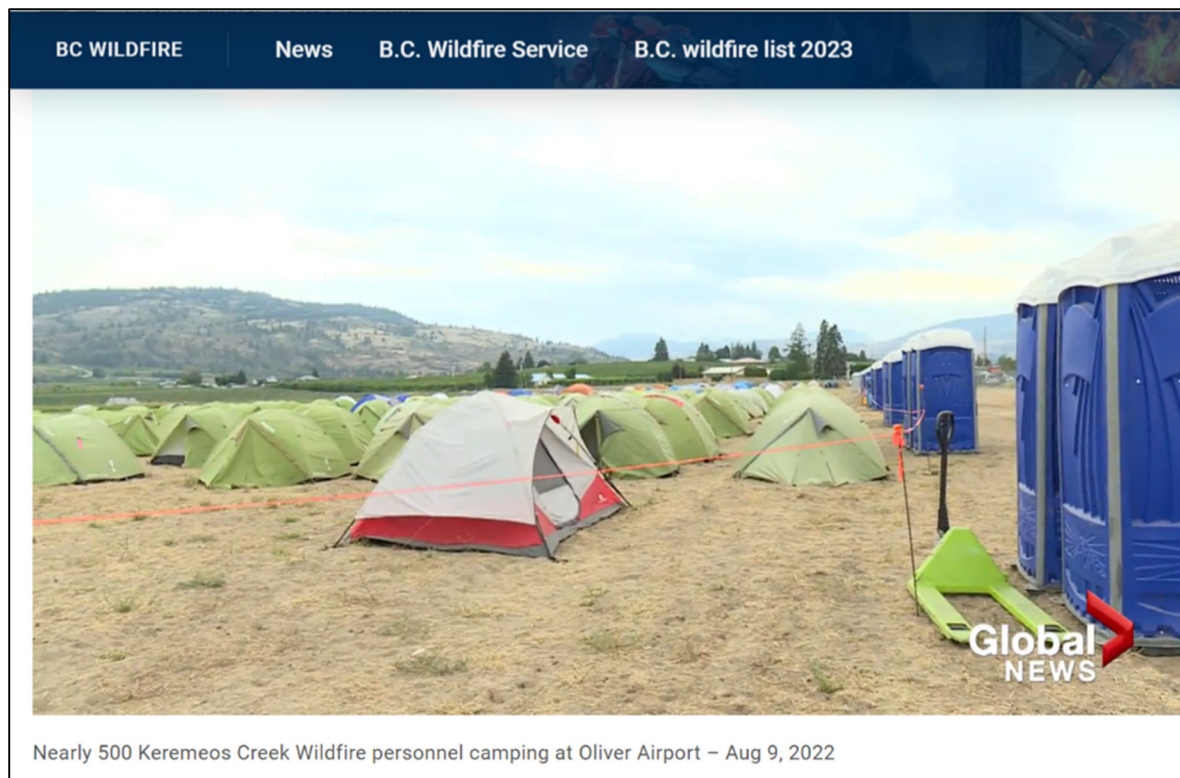 BC WILDFIRE News B.C. Wildfire Service B.C. wildfire list 2023
Global
NEWS
Nearly 500 Keremeos Creek Wildfire personnel camping at Oliver Airport – Aug 9, 2022